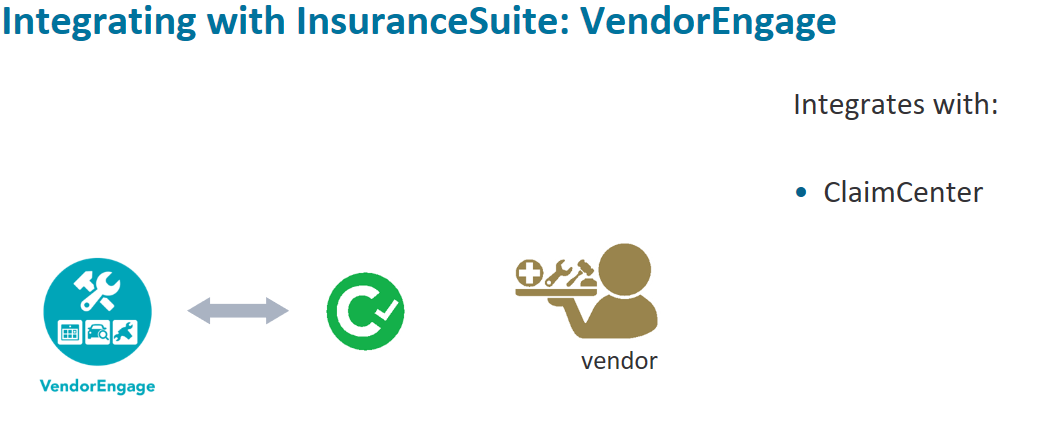 Integrating with InsuranceSuite: VendorEngage
Integrates with:
• ClaimCenter
VendorEngage
vendor